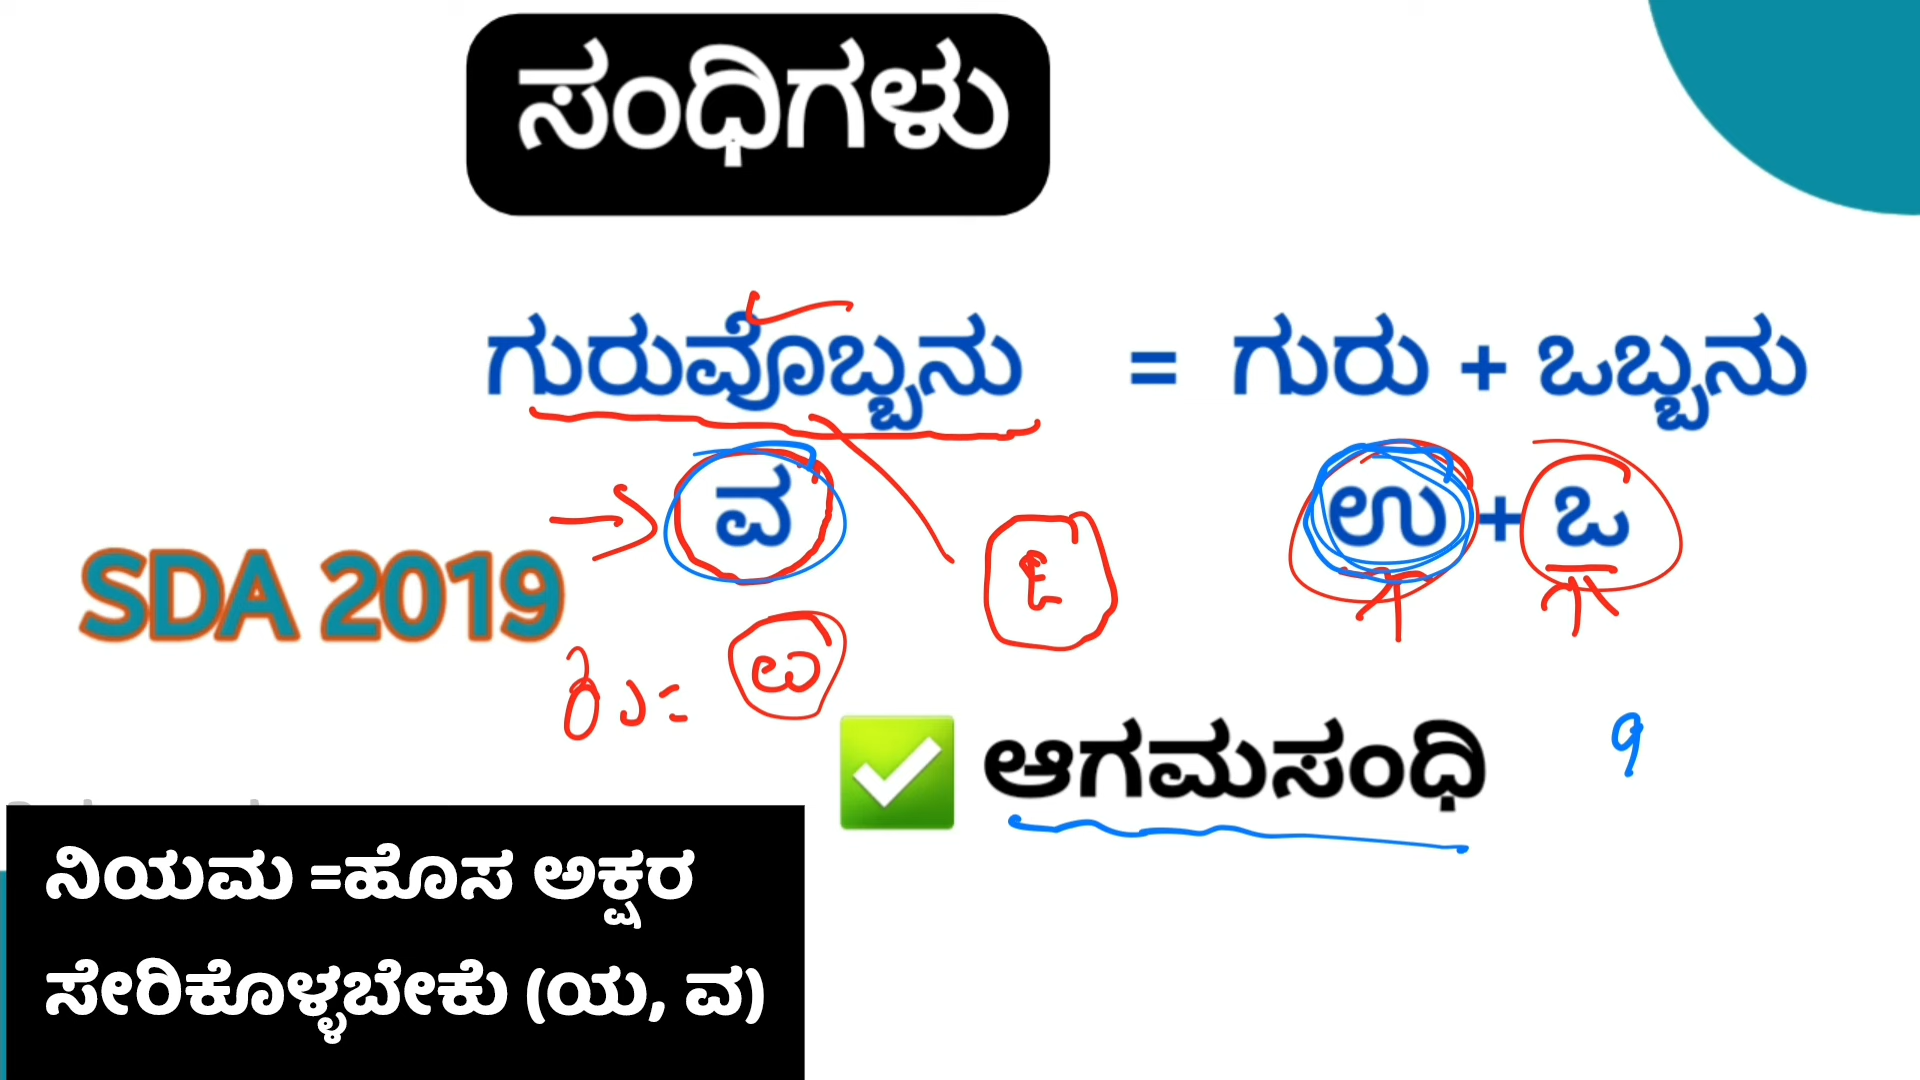 ಸಂಧಿಗಳು
ಗುರುವೊಬ್ಬನು = ಗುರು + ಒಬ್ಬನು
ವ ಉ + ಒ
SDA 2019
✅ ಆಗಮಸಂಧಿ
ನಿಯಮ =ಹೊಸ ಅಕ್ಷರ
ಸೇರಿಕೊಳ್ಳಬೇಕು (ಯ, ವ)